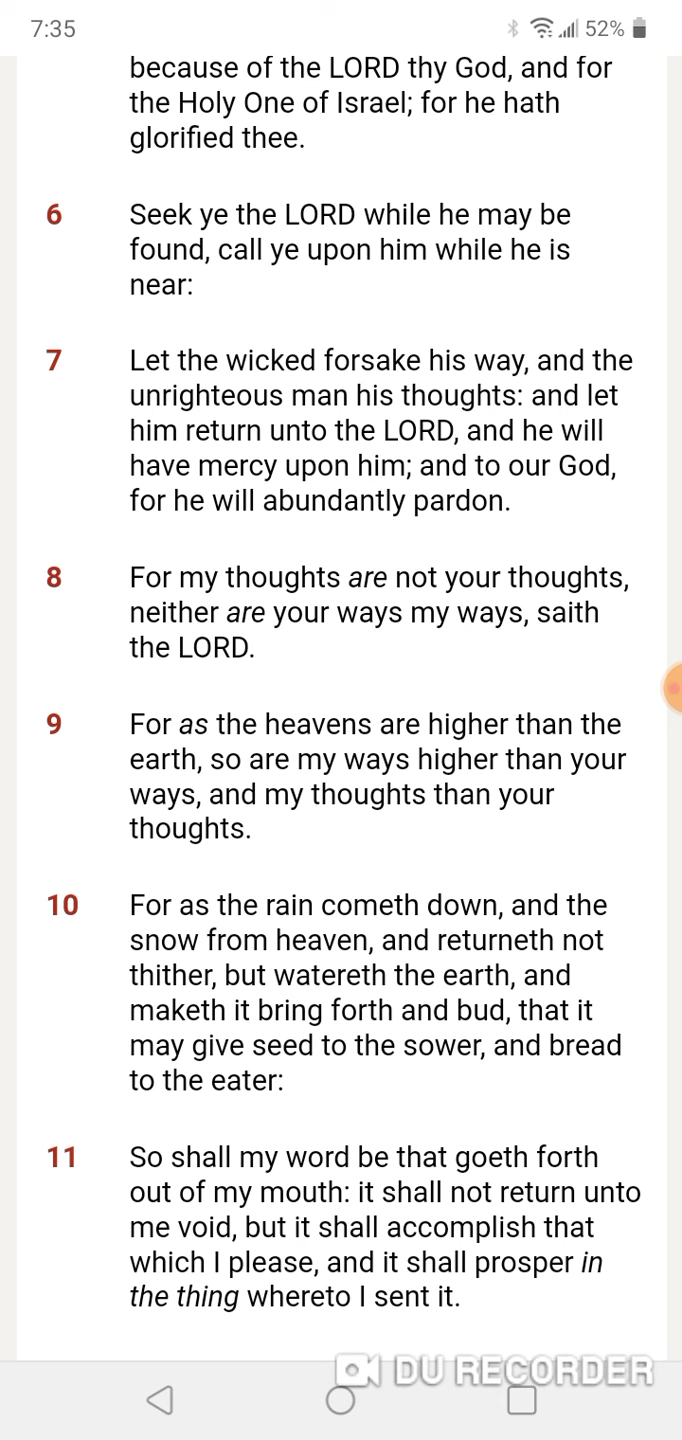 7:35
52%
because of the LORD thy God, and for
the Holy One of Israel; for he hath
glorified thee.
6 Seek ye the LORD while he may be
found, call ye upon him while he is
near:
7 Let the wicked forsake his way, and the
unrighteous man his thoughts: and let
him return unto the LORD, and he will
have mercy upon him; and to our God,
for he will abundantly pardon.
8 For my thoughts are not your thoughts,
neither are your ways my ways, saith
the LORD.
9 For as the heavens are higher than the
earth, so are my ways higher than your
ways, and my thoughts than your
thoughts.
10 For as the rain cometh down, and the
snow from heaven, and returneth not
thither, but watereth the earth, and
maketh it bring forth and bud, that it
may give seed to the sower, and bread
to the eater:
11 So shall my word be that goeth forth
out of my mouth: it shall not return unto
me void, but it shall accomplish that
which I please, and it shall prosper in
the thing whereto I sent it.
DU RECORDER